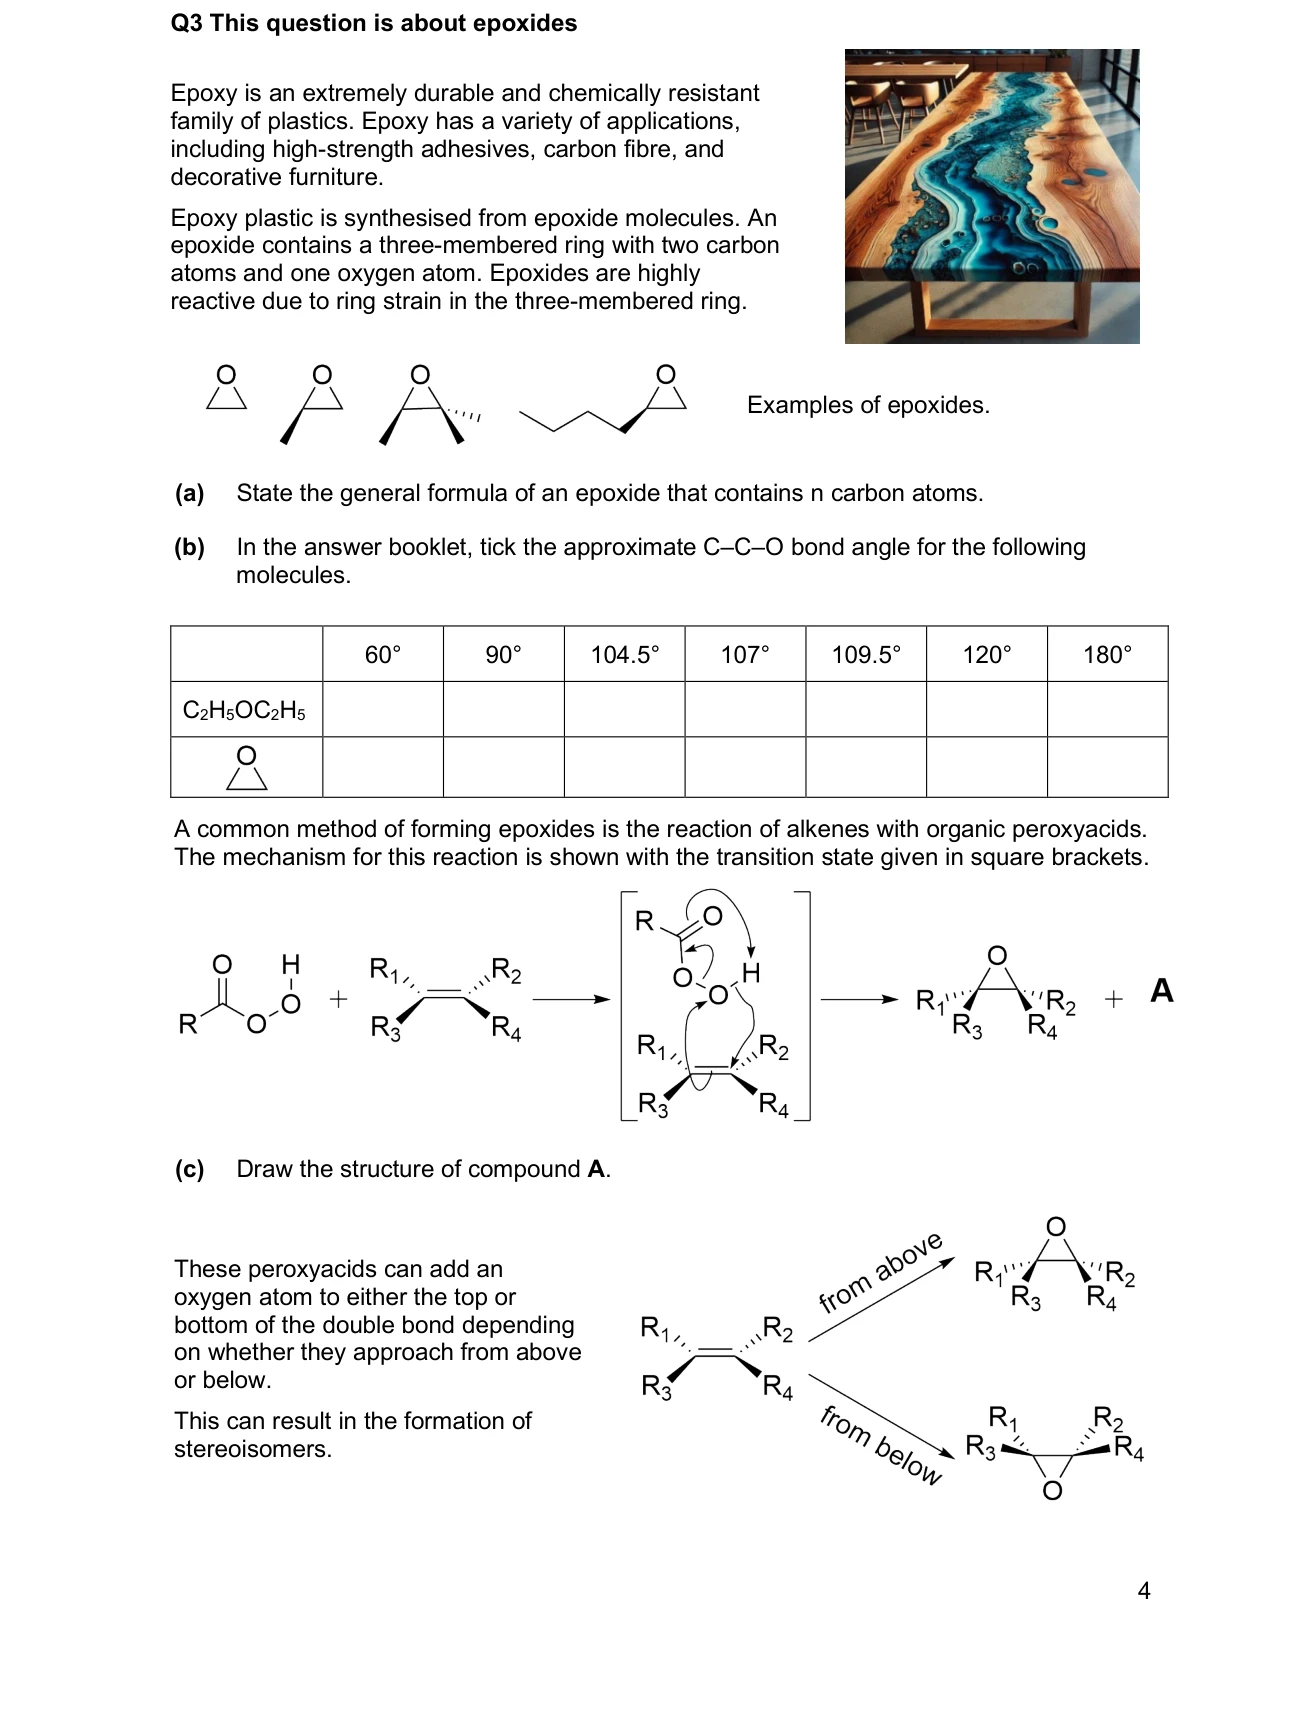 Q3 This question is about epoxides
Epoxy is an extremely durable and chemically resistant
family of plastics. Epoxy has a variety of applications,
including high-strength adhesives, carbon fibre, and
decorative furniture.
Epoxy plastic is synthesised from epoxide molecules. An
epoxide contains a three-membered ring with two carbon
atoms and one oxygen atom. Epoxides are highly
reactive due to ring strain in the three-membered ring.
O O O O
Examples of epoxides.
(a) State the general formula of an epoxide that contains n carbon atoms.
(b) In the answer booklet, tick the approximate C–C–O bond angle for the following
molecules.
60° 90° 104.5° 107° 109.5° 120° 180°
C₂H₅OC₂H₅
O
A common method of forming epoxides is the reaction of alkenes with organic peroxyacids.
The mechanism for this reaction is shown with the transition state given in square brackets.
O H O O R
+
R₁ R₂ R₃ R₄
R O O O H R₁ R₂ R₃ R₄
O R₁ R₂ R₃ R₄
+ A
(c) Draw the structure of compound A.
These peroxyacids can add an
oxygen atom to either the top or
bottom of the double bond depending
on whether they approach from above
or below.
This can result in the formation of
stereoisomers.
R₁ R₂ R₃ R₄
from above
O R₁ R₂ R₃ R₄
from below
R₁ R₂ R₃ R₄ O
4